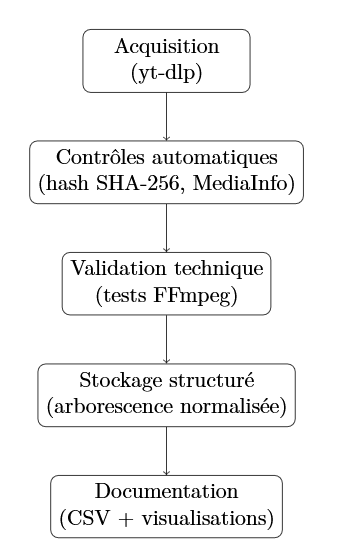 Acquisition
(yt-dlp)
Contrôles automatiques
(hash SHA-256, MediaInfo)
Validation technique
(tests FFmpeg)
Stockage structuré
(arborescence normalisée)
Documentation
(CSV + visualisations)